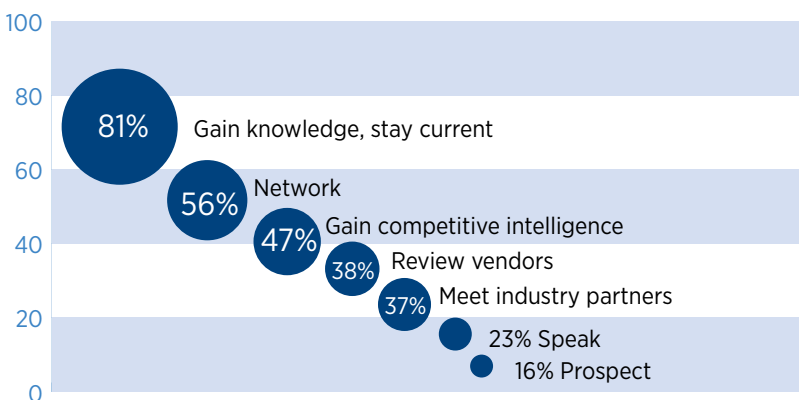 100
80
60
40
20
0
81%
Gain knowledge, stay current
56%
Network
47%
Gain competitive intelligence
38%
Review vendors
37%
Meet industry partners
23% Speak
16% Prospect